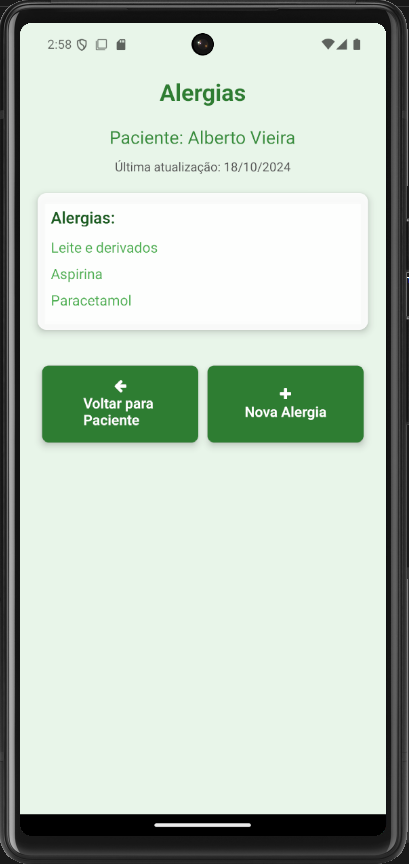 2:58
Alergias
Paciente: Alberto Vieira
Última atualização: 18/10/2024
Alergias:
Leite e derivados
Aspirina
Paracetamol
Voltar para
Paciente
Nova Alergia